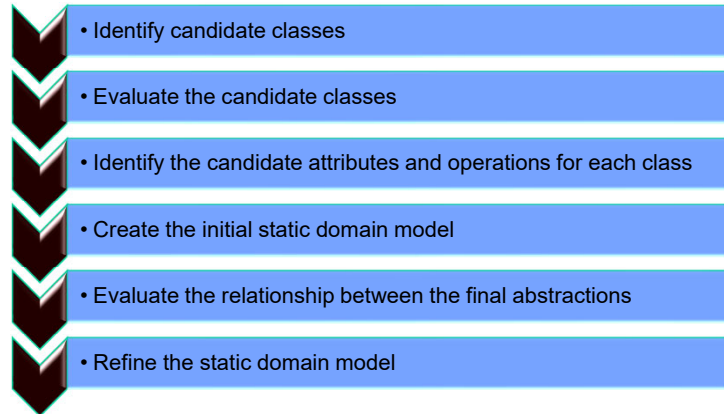 • Identify candidate classes
• Evaluate the candidate classes
• Identify the candidate attributes and operations for each class
• Create the initial static domain model
• Evaluate the relationship between the final abstractions
• Refine the static domain model